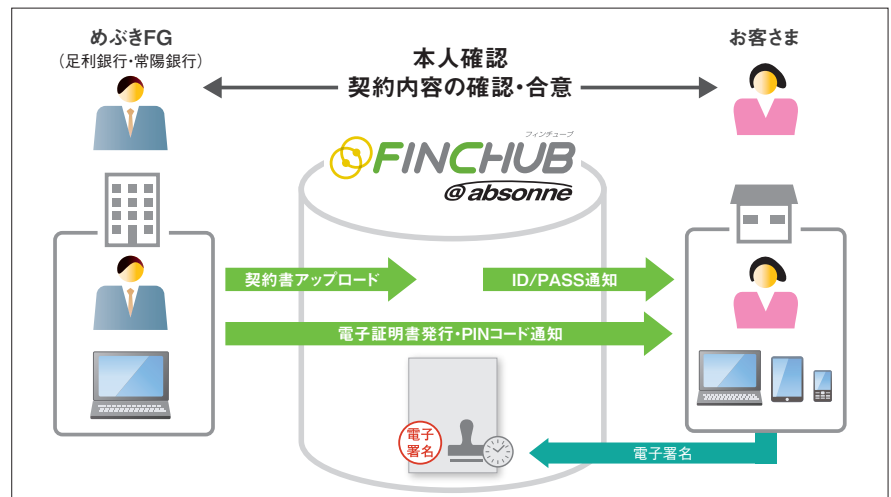 めぶきFG
(足利銀行・常陽銀行)
本人確認
契約内容の確認・合意
お客さま
フィンチューブ
FINCHUB
@absonne
契約書アップロード
ID/PASS通知
電子証明書発行・PINコード通知
電子
署名
電子署名